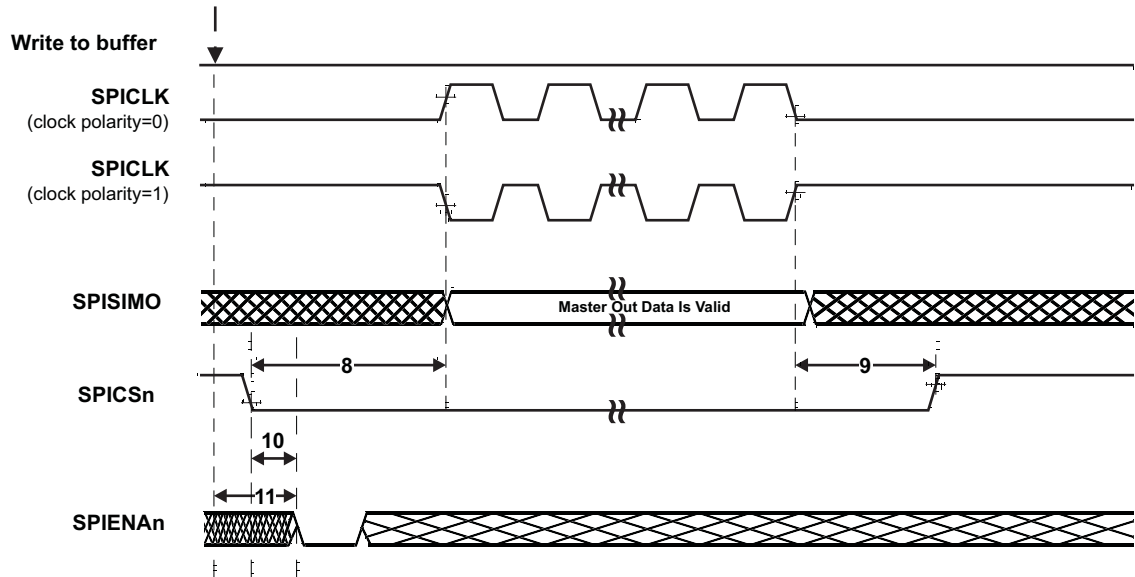 Write to buffer
SPICLK
(clock polarity=0)
SPICLK
(clock polarity=1)
SPISIMO
Master Out Data Is Valid
8
9
SPICSn
10
11
SPIENAn